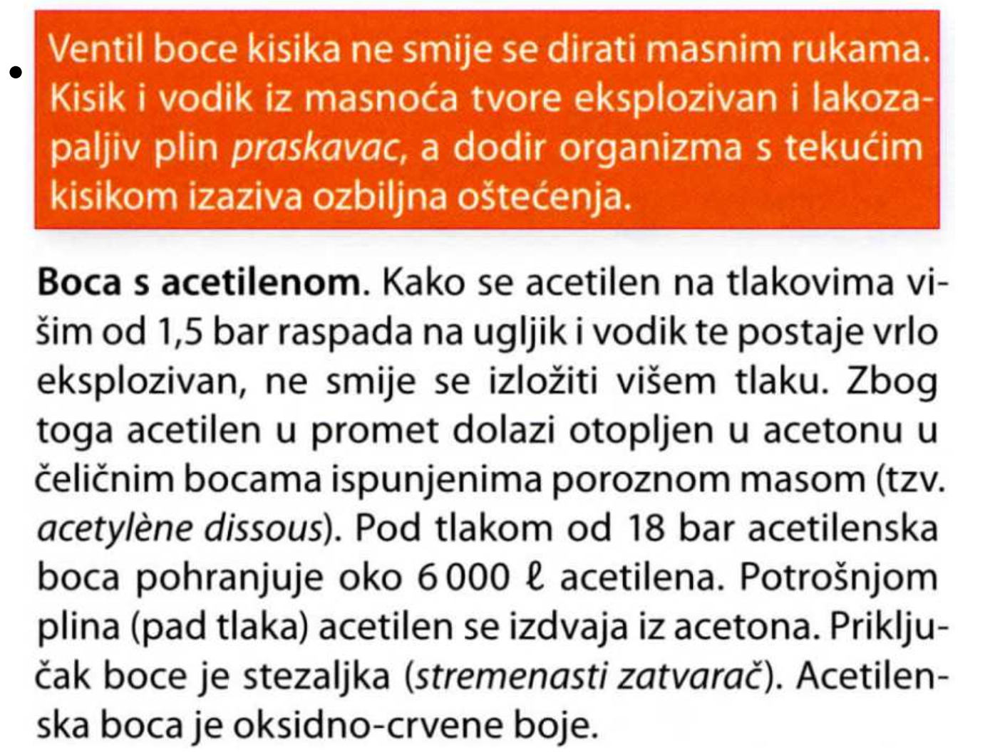 Ventil boce kisika ne smije se dirati masnim rukama.
Kisik i vodik iz masnoća tvore eksplozivan i lakoza-
paljiv plin praskavac, a dodir organizma s tekućim
kisikom izaziva ozbiljna oštećenja.
Boca s acetilenom. Kako se acetilen na tlakovima vi-
šim od 1,5 bar raspada na ugljik i vodik te postaje vrlo
eksplozivan, ne smije se izložiti višem tlaku. Zbog
toga acetilen u promet dolazi otopljen u acetonu u
čeličnim bocama ispunjenima poroznom masom (tzv.
acetylène dissous). Pod tlakom od 18 bar acetilenska
boca pohranjuje oko 6 000 ℓ acetilena. Potrošnjom
plina (pad tlaka) acetilen se izdvaja iz acetona. Priklju-
čak boce je stezaljka (stremenasti zatvarač). Acetilen-
ska boca je oksidno-crvene boje.